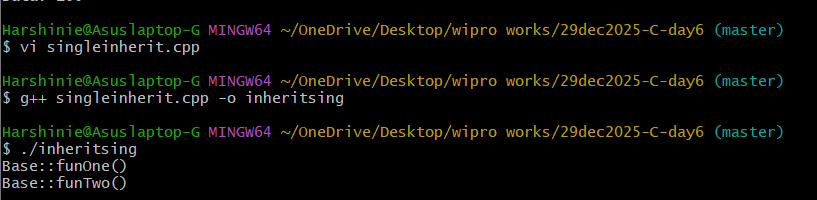 Harshinie@Asuslaptop-G MINGW64 ~/OneDrive/Desktop/wipro works/29dec2025-C-day6 (master)
$ vi singleinherit.cpp
Harshinie@Asuslaptop-G MINGW64 ~/OneDrive/Desktop/wipro works/29dec2025-C-day6 (master)
$ g++ singleinherit.cpp -o inheritsing
Harshinie@Asuslaptop-G MINGW64 ~/OneDrive/Desktop/wipro works/29dec2025-C-day6 (master)
$ ./inheritsing
Base::funOne()
Base::funTwo()